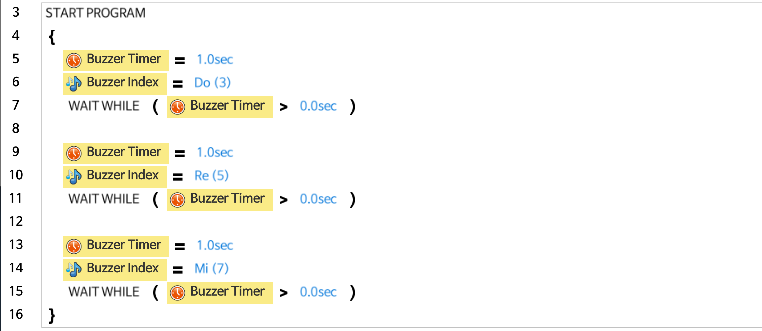 3 START PROGRAM
4 {
5 Buzzer Timer = 1.0sec
6 Buzzer Index = Do (3)
7 WAIT WHILE ( Buzzer Timer > 0.0sec )
8
9 Buzzer Timer = 1.0sec
10 Buzzer Index = Re (5)
11 WAIT WHILE ( Buzzer Timer > 0.0sec )
12
13 Buzzer Timer = 1.0sec
14 Buzzer Index = Mi (7)
15 WAIT WHILE ( Buzzer Timer > 0.0sec )
16 }